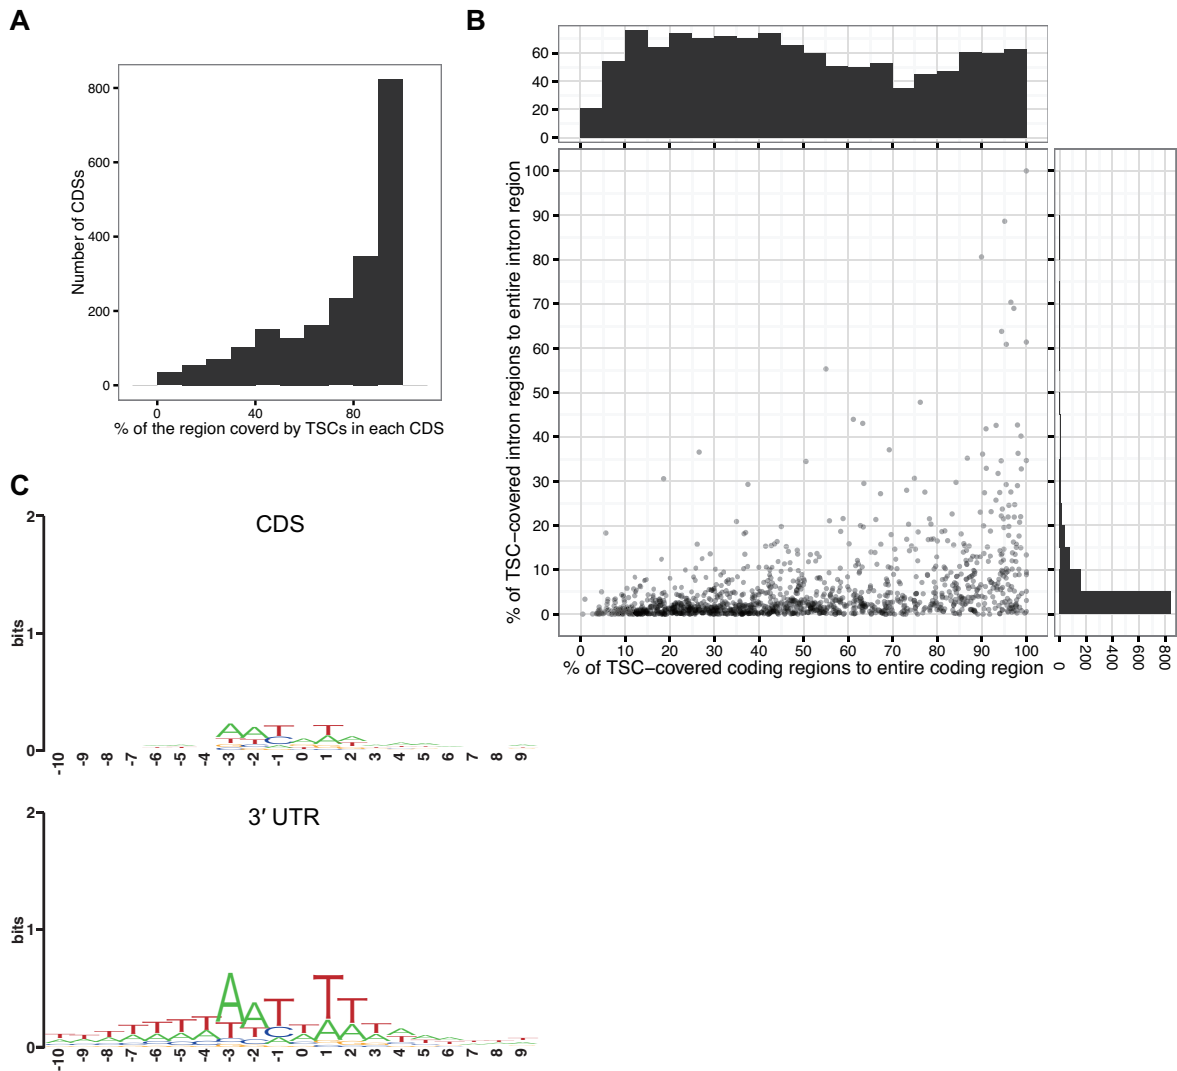 A
800
600
400
200
0
Number of CDSs
0 40 80
% of the region coverd by TSCs in each CDS
B
60
40
20
0
100
90
80
70
60
50
40
30
20
10
0
% of TSC−covered intron regions to entire intron region
0 10 20 30 40 50 60 70 80 90 100
% of TSC−covered coding regions to entire coding region
0 200 400 600 800
C
CDS
2
1
0
bits
A A T T
T T C A A T
-10 -9 -8 -7 -6 -5 -4 -3 -2 -1 0 1 2 3 4 5 6 7 8 9
3′ UTR
2
1
0
bits
T T T T T T T A A T T T T T A
A A A A A A T T C A A A A T
-10 -9 -8 -7 -6 -5 -4 -3 -2 -1 0 1 2 3 4 5 6 7 8 9